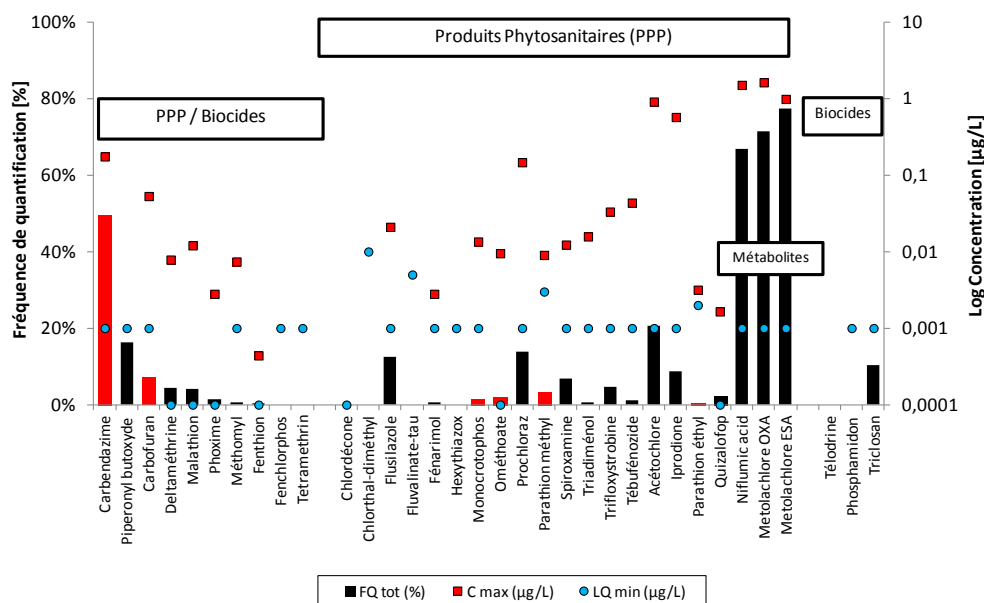 Produits Phytosanitaires (PPP)
PPP / Biocides
Biocides
Métabolites
Fréquence de quantification [%]
100%
80%
60%
40%
20%
0%
Log Concentration [µg/L]
10
1
0,1
0,01
0,001
0,0001
Carbendazime
Piperonyl butoxyde
Carbofuran
Deltaméthrine
Malathion
Phoxime
Méthomyl
Fenthion
Fenchlorphos
Tetramethrin
Chlordécone
Chlorthal-diméthyl
Flusilazole
Fluvalinate-tau
Fénarimol
Hexythiazox
Monocrotophos
Ométhoate
Prochloraz
Parathion méthyl
Spiroxamine
Triadiménol
Trifloxystrobine
Tébufénozide
Acétochlore
Iprodione
Parathion éthyl
Quizalofop
Niflumic acid
Metolachlore OXA
Metolachlore ESA
Télodrine
Phosphamidon
Triclosan
FQ tot (%)
C max (µg/L)
LQ min (µg/L)